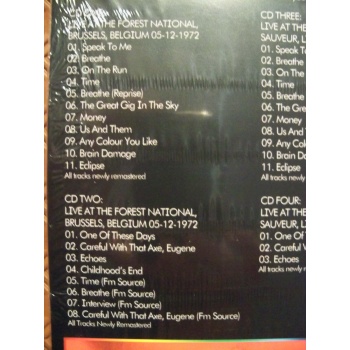 CD ONE:
LIVE AT THE FOREST NATIONAL,
BRUSSELS, BELGIUM 05-12-1972
01. Speak To Me
02. Breathe
03. On The Run
04. Time
05. Breathe (Reprise)
06. The Great Gig In The Sky
07. Money
08. Us And Them
09. Any Colour You Like
10. Brain Damage
11. Eclipse
All tracks newly remastered
CD TWO:
LIVE AT THE FOREST NATIONAL,
BRUSSELS, BELGIUM 05-12-1972
01. One Of These Days
02. Careful With That Axe, Eugene
03. Echoes
04. Childhood's End
05. Time (Fm Source)
06. Breathe (Fm Source)
07. Interview (Fm Source)
08. Careful With That Axe, Eugene (Fm Source)
All Tracks Newly Remastered
CD THREE:
LIVE AT THE
SAUVEUR, L
01. Speak To
02. Breathe
03. On The
04. Time
05. Breathe
06. The Grea
07. Money
08. Us And
09. Any Colo
10. Brain Da
11. Eclipse
All tracks newly
CD FOUR:
LIVE AT THE
SAUVEUR, L
01. One Of
02. Careful
03. Echoes
All tracks newly